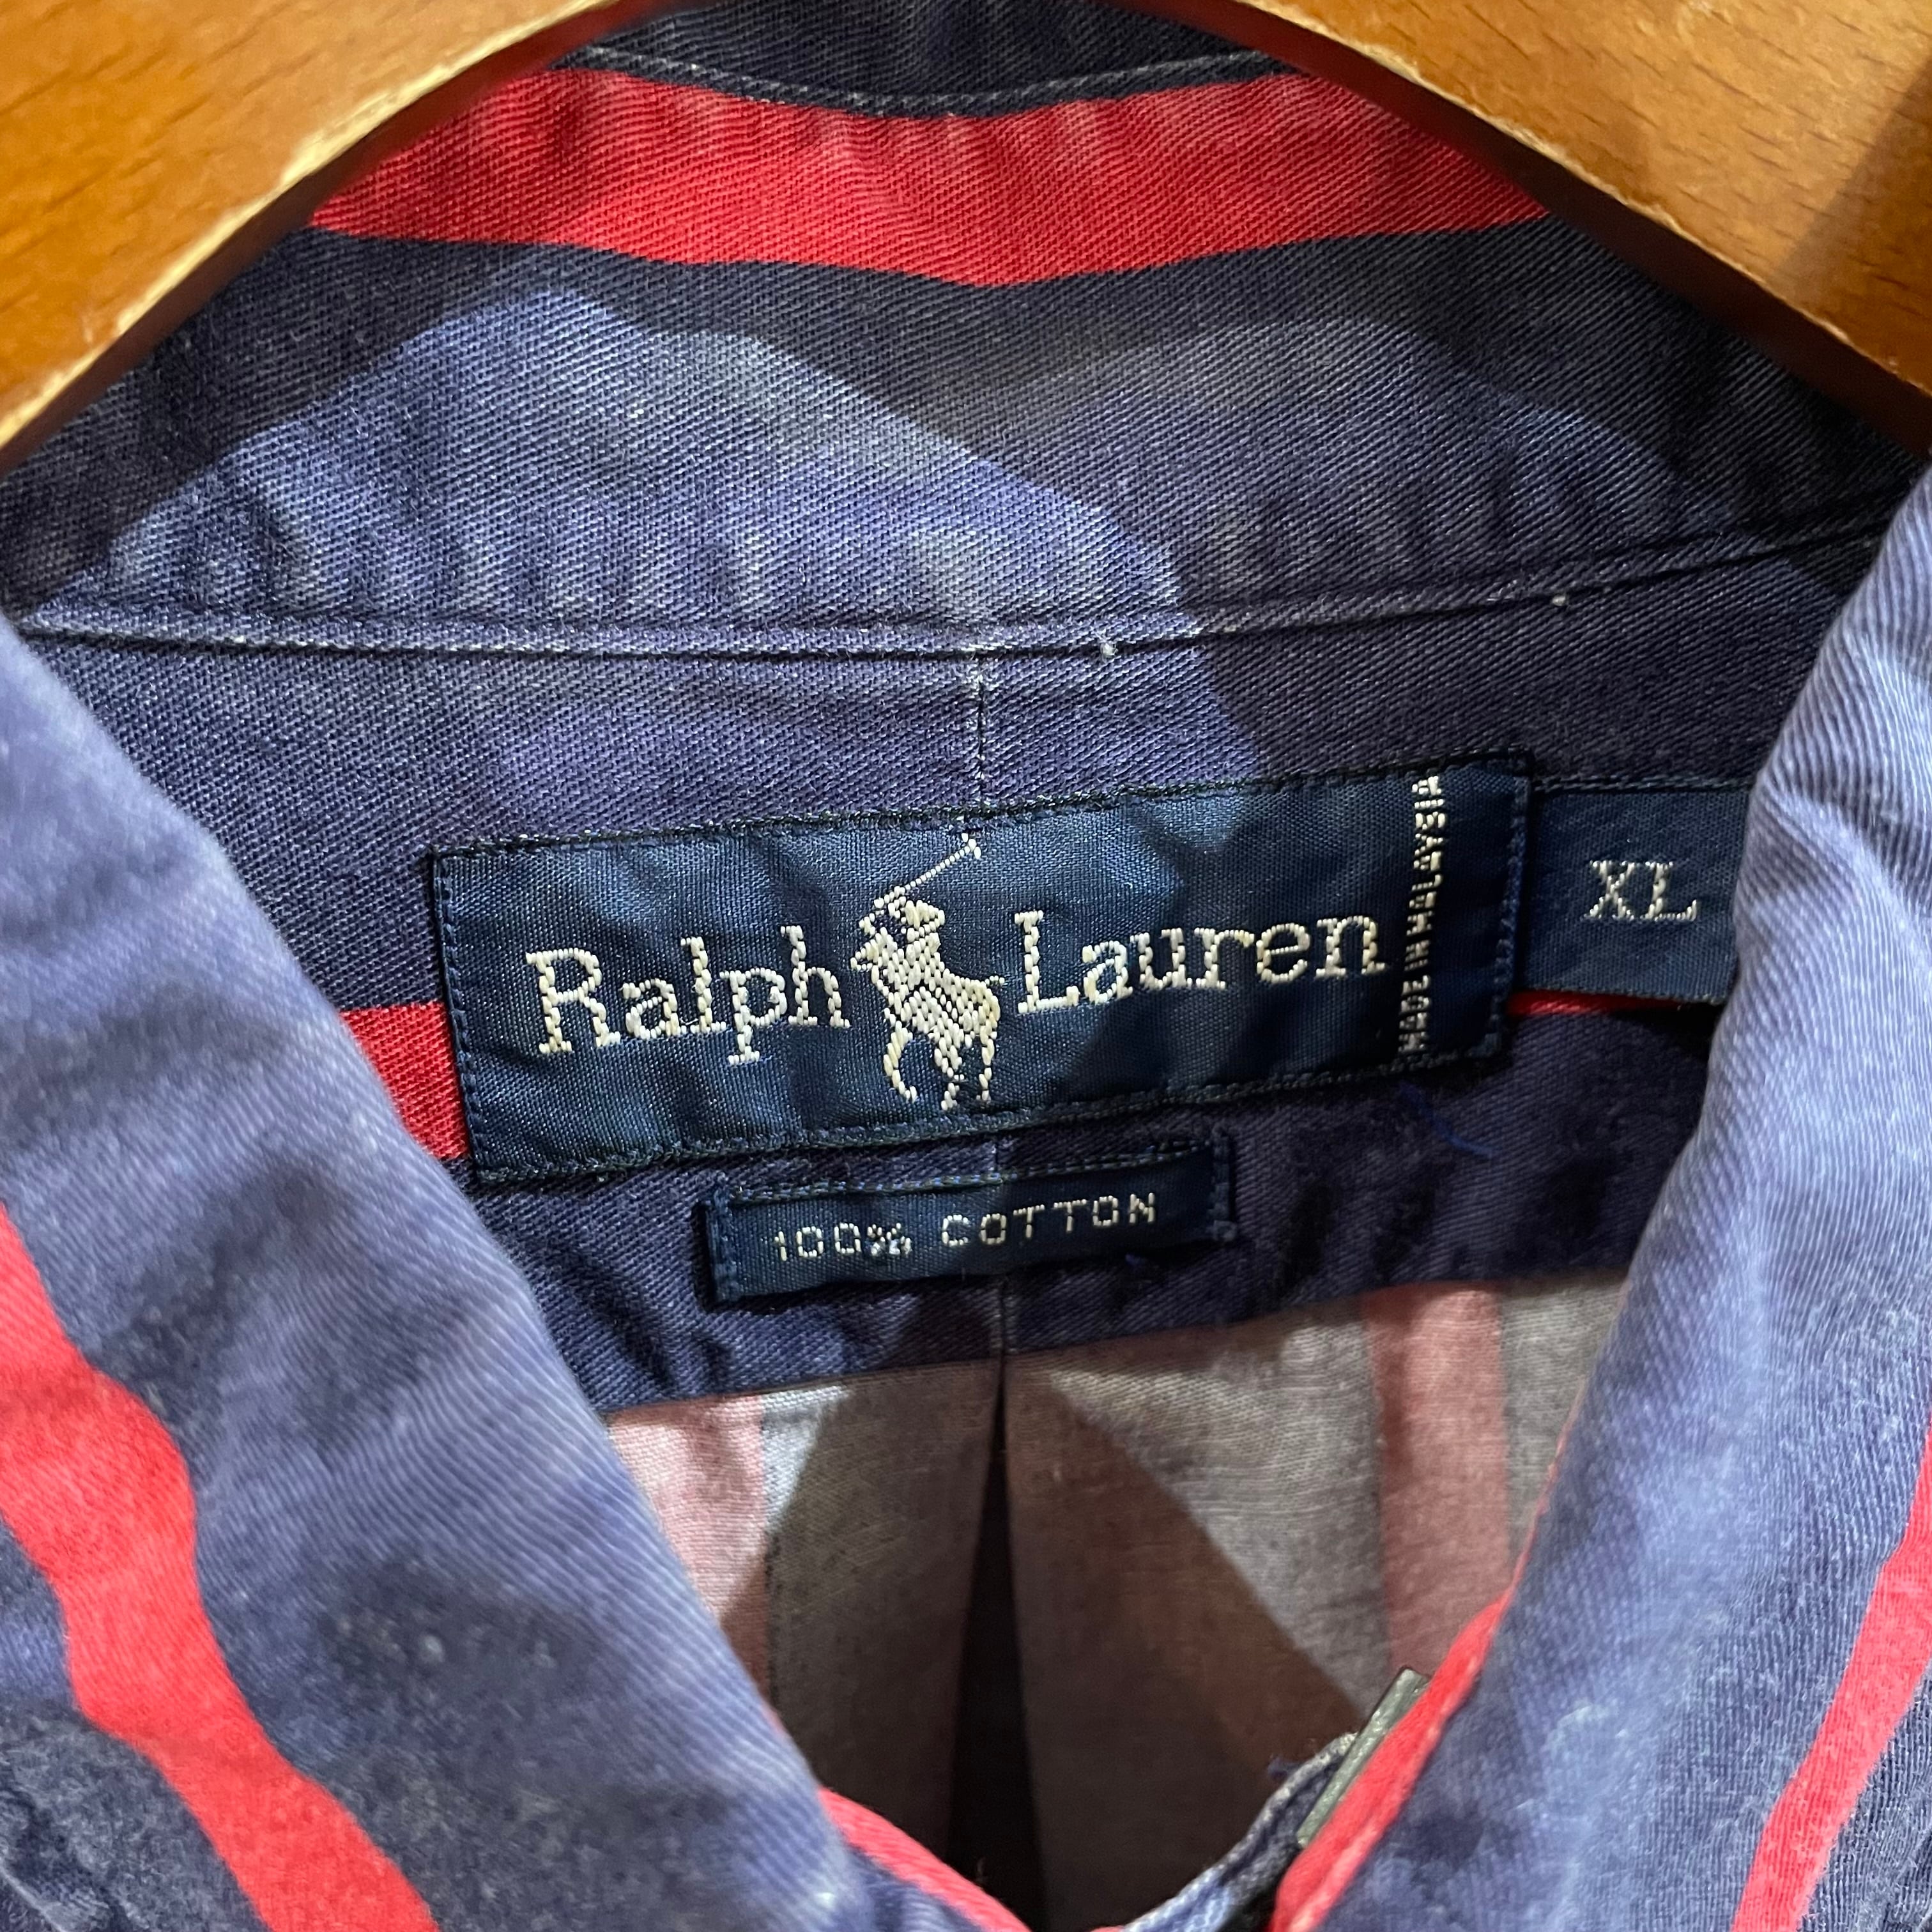 Ralph Lauren
MADE IN MALAYSIA
XL
100% COTTON